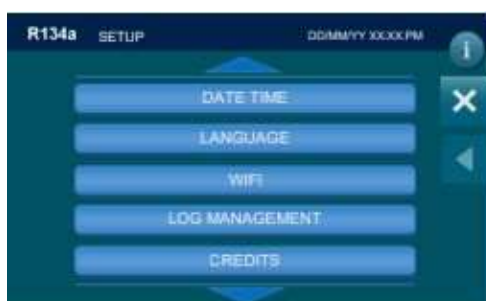 R134a SETUP DD/MM/YY XX:XX PM
DATE TIME
LANGUAGE
WIFI
LOG MANAGEMENT
CREDITS